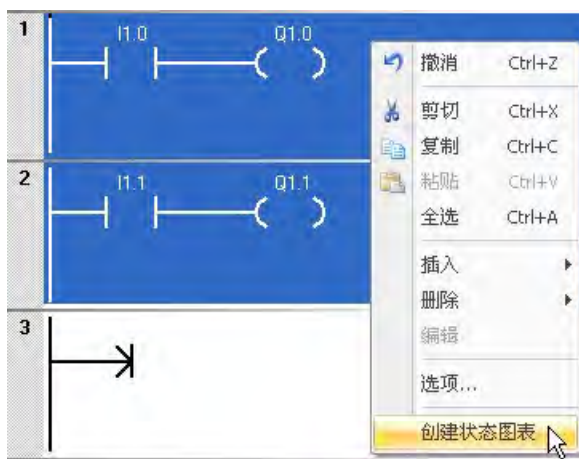 1
I1.0 Q1.0
2
I1.1 Q1.1
3
撤消 Ctrl+Z
剪切 Ctrl+X
复制 Ctrl+C
粘贴 Ctrl+V
全选 Ctrl+A
插入
删除
编辑
选项...
创建状态图表